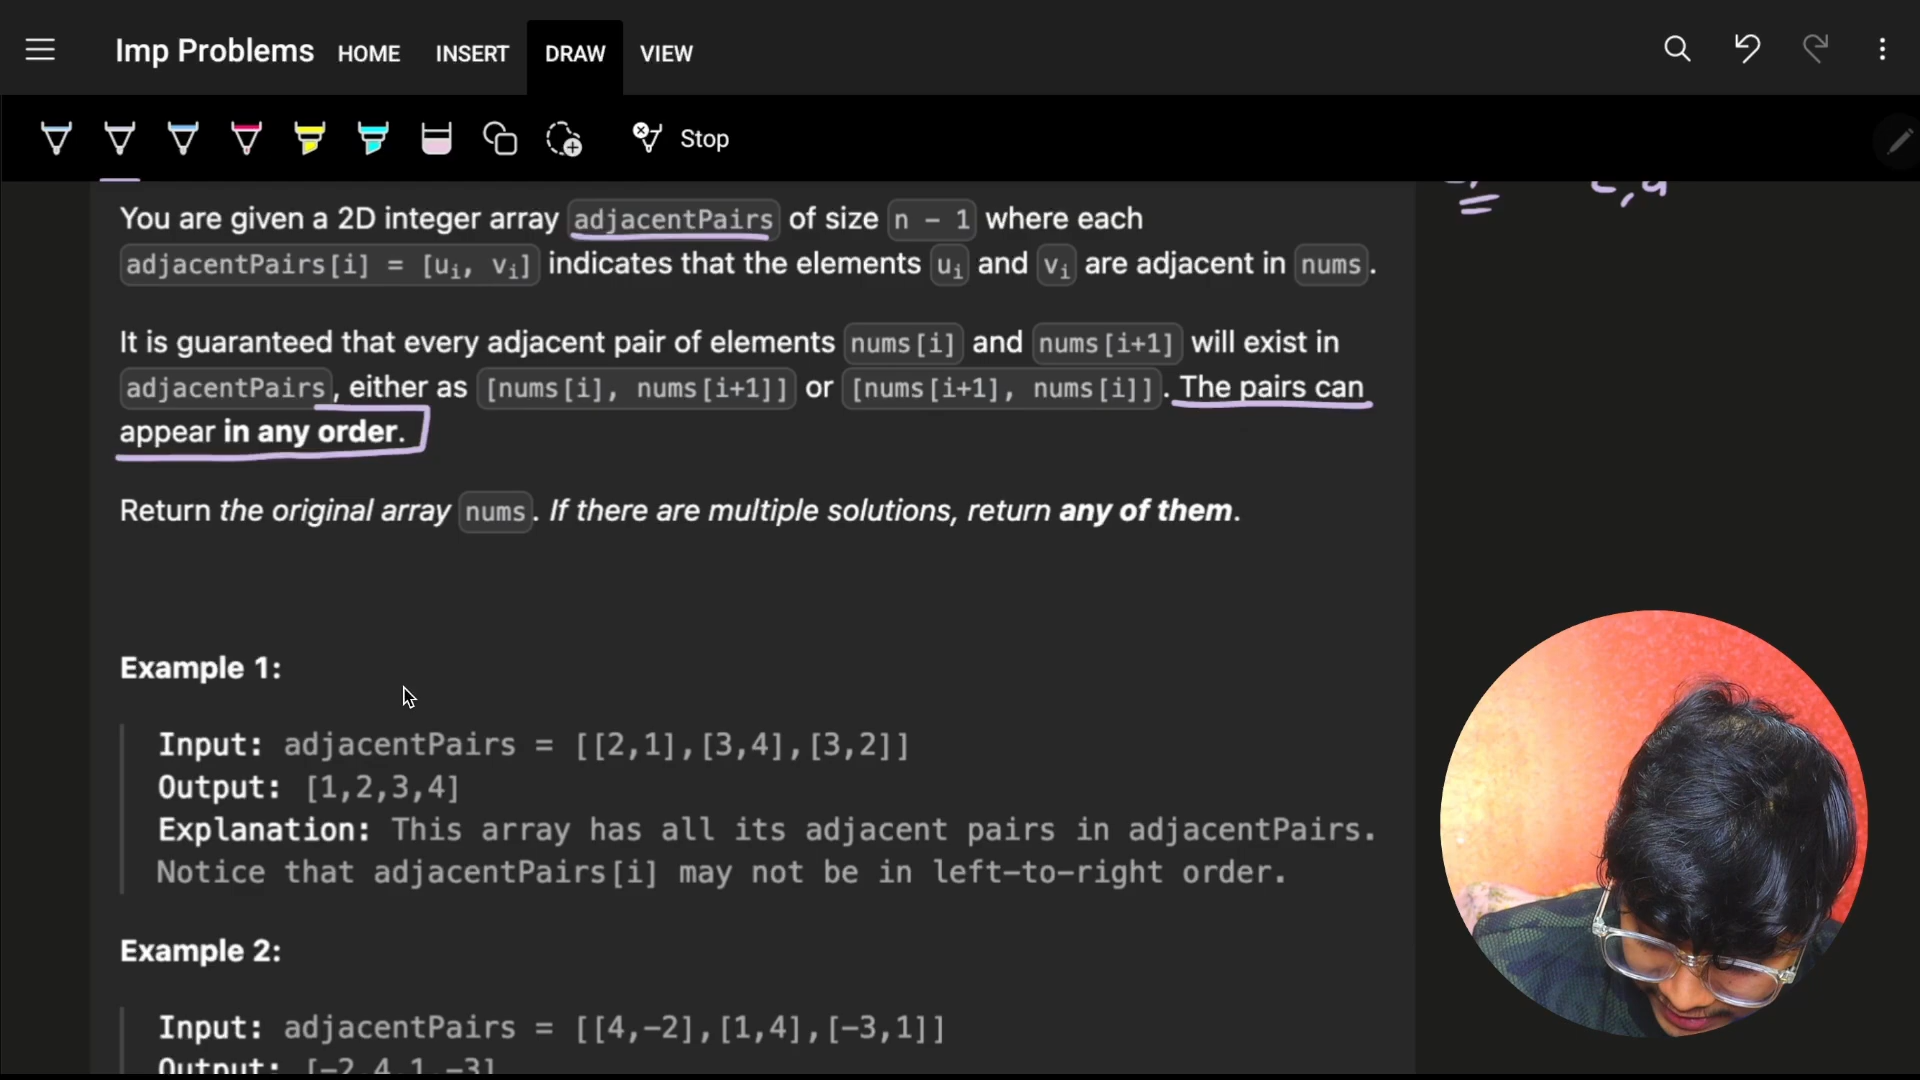 Imp Problems HOME INSERT DRAW VIEW
Stop
You are given a 2D integer array adjacentPairs of size n - 1 where each
adjacentPairs[i] = [uᵢ, vᵢ] indicates that the elements uᵢ and vᵢ are adjacent in nums.
It is guaranteed that every adjacent pair of elements nums[i] and nums[i+1] will exist in
adjacentPairs, either as [nums[i], nums[i+1]] or [nums[i+1], nums[i]]. The pairs can
appear in any order.
Return the original array nums. If there are multiple solutions, return any of them.
Example 1:
Input: adjacentPairs = [[2,1],[3,4],[3,2]]
Output: [1,2,3,4]
Explanation: This array has all its adjacent pairs in adjacentPairs.
Notice that adjacentPairs[i] may not be in left-to-right order.
Example 2:
Input: adjacentPairs = [[4,-2],[1,4],[-3,1]]
Output: [-2,4,1,-3]